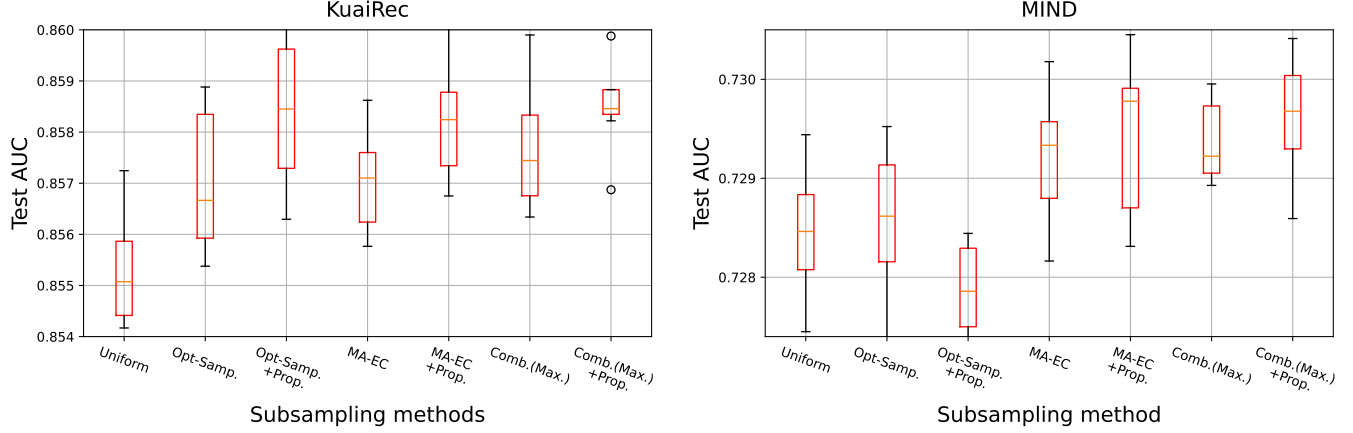 KuaiRec
Test AUC
0.860
0.859
0.858
0.857
0.856
0.855
0.854
Uniform
Opt-Samp.
Opt-Samp.
+Prop.
MA-EC
MA-EC
+Prop.
Comb.(Max.)
Comb.(Max.)
+Prop.
Subsampling methods
MIND
Test AUC
0.730
0.729
0.728
Uniform
Opt-Samp.
Opt-Samp.
+Prop.
MA-EC
MA-EC
+Prop.
Comb.(Max.)
Comb.(Max.)
+Prop.
Subsampling method